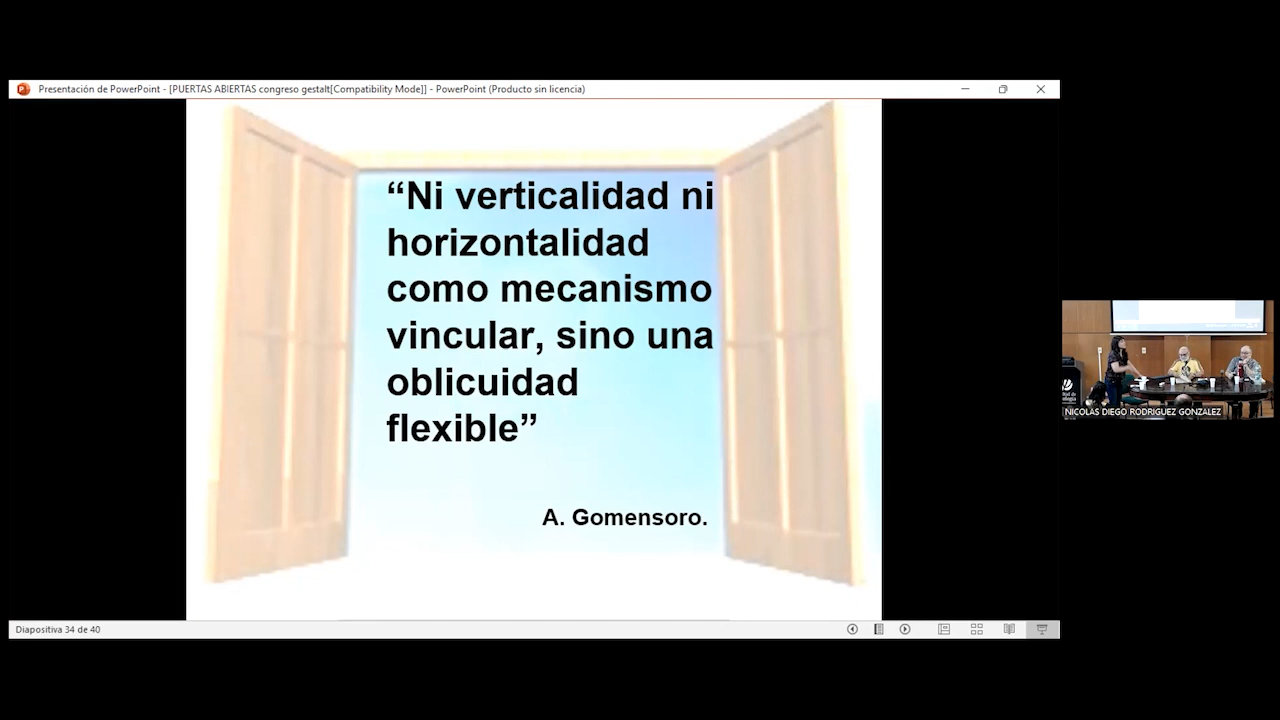 Presentación de PowerPoint - [PUERTAS ABIERTAS congreso gestalt[Compatibility Mode]] - PowerPoint (Producto sin licencia)
“Ni verticalidad ni
horizontalidad
como mecanismo
vincular, sino una
oblicuidad
flexible”
A. Gomensoro.
NICOLAS DIEGO RODRIGUEZ GONZALEZ
Diapositiva 34 de 40